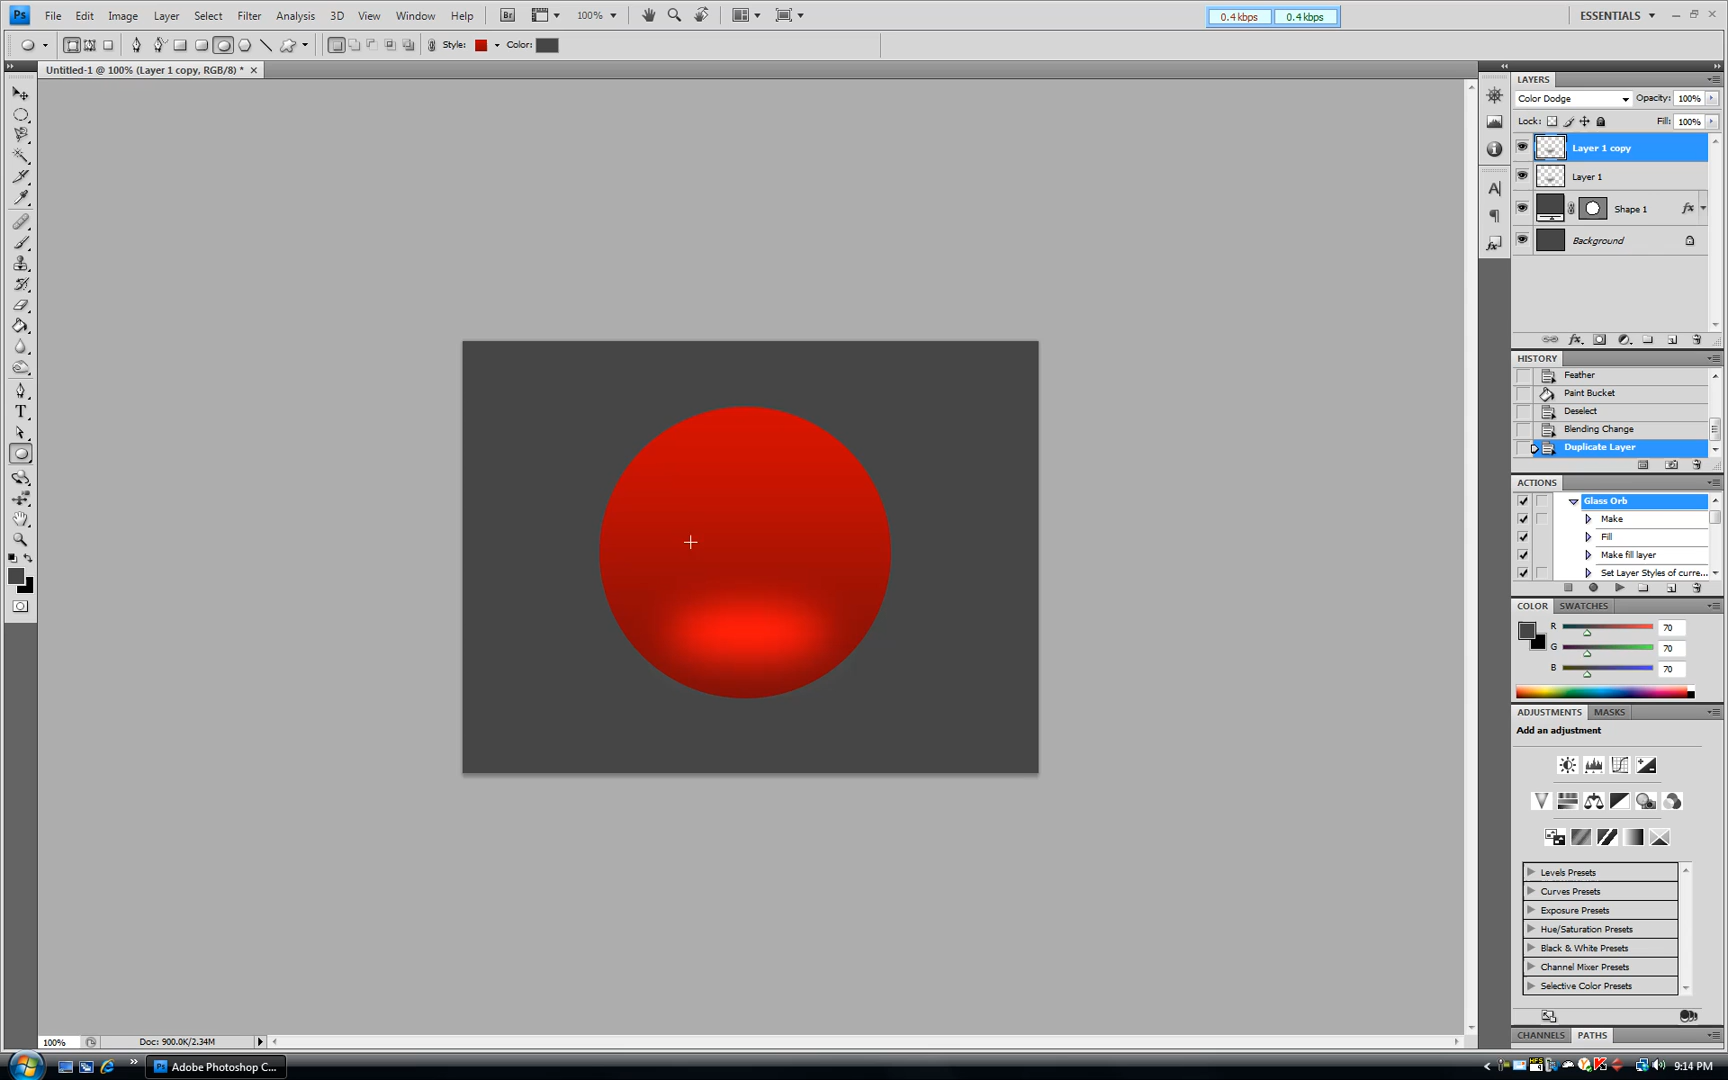 Ps File Edit Image Layer Select Filter Analysis 3D View Window Help Br 100% 0.4 kbps 0.4 kbps ESSENTIALS
Style: Color:
Untitled-1 @ 100% (Layer 1 copy, RGB/8) *
LAYERS
Color Dodge Opacity: 100%
Lock: Fill: 100%
Layer 1 copy
Layer 1
Shape 1 fx
Background
HISTORY
Feather
Paint Bucket
Deselect
Blending Change
Duplicate Layer
ACTIONS
Glass Orb
Make
Fill
Make fill layer
Set Layer Styles of curre...
COLOR SWATCHES
R 70
G 70
B 70
ADJUSTMENTS MASKS
Add an adjustment
Levels Presets
Curves Presets
Exposure Presets
Hue/Saturation Presets
Black & White Presets
Channel Mixer Presets
Selective Color Presets
CHANNELS PATHS
100% Doc: 900.0K/2.34M
Ps Adobe Photoshop C... 9:14 PM